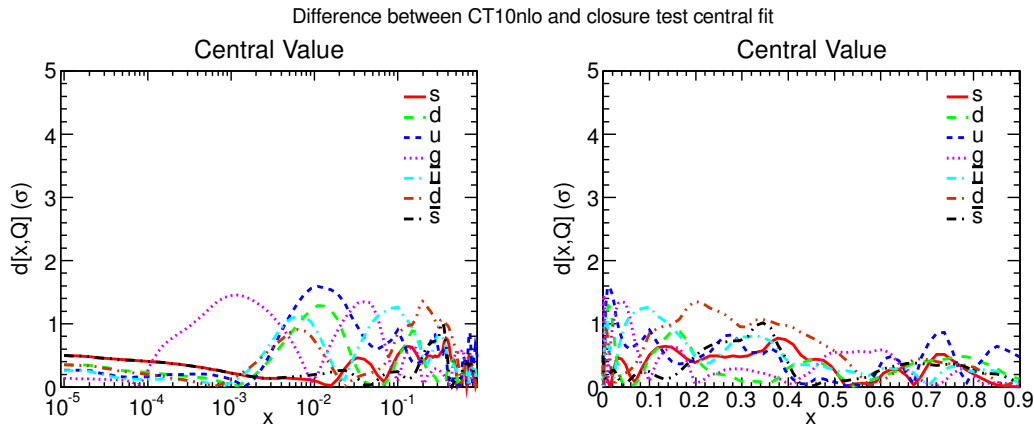 Difference between CT10nlo and closure test central fit
Central Value
d[x,Q] (σ)
5
4
3
2
1
0
s
d
u
g
u̅
d̅
s̅
10⁻⁵
10⁻⁴
10⁻³
10⁻²
10⁻¹
x
Central Value
d[x,Q] (σ)
5
4
3
2
1
0
s
d
u
g
u̅
d̅
s̅
0
0.1
0.2
0.3
0.4
0.5
0.6
0.7
0.8
0.9
x